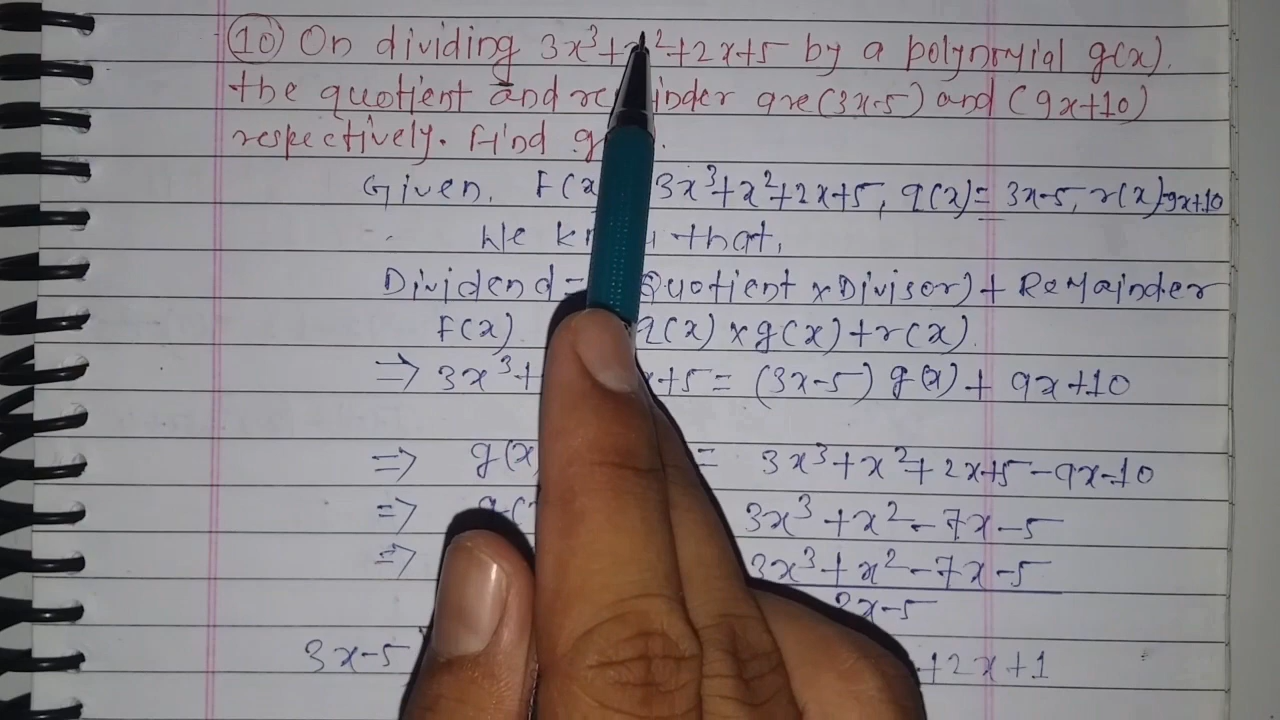 (10) On dividing 3x³+x²+2x+5 by a polynomial g(x).
the quotient and are (3x-5) and (9x+10)
respectively. Find g
Given, F(x 3x³+x²+2x+5, q(x)= 3x-5, r(x)=9x+10
We that,
Dividend = Quotient × Divisor) + Remainder
F(x) q(x) × g(x) + r(x).
⇒ 3x³+ x+5 = (3x-5) g(x) + 9x+10
⇒ g(x = 3x³+x²+2x+5-9x-10
⇒ 3x³+x²-7x-5
⇒ 3x³+x²-7x-5
3x-5
3x-5 +2x+1